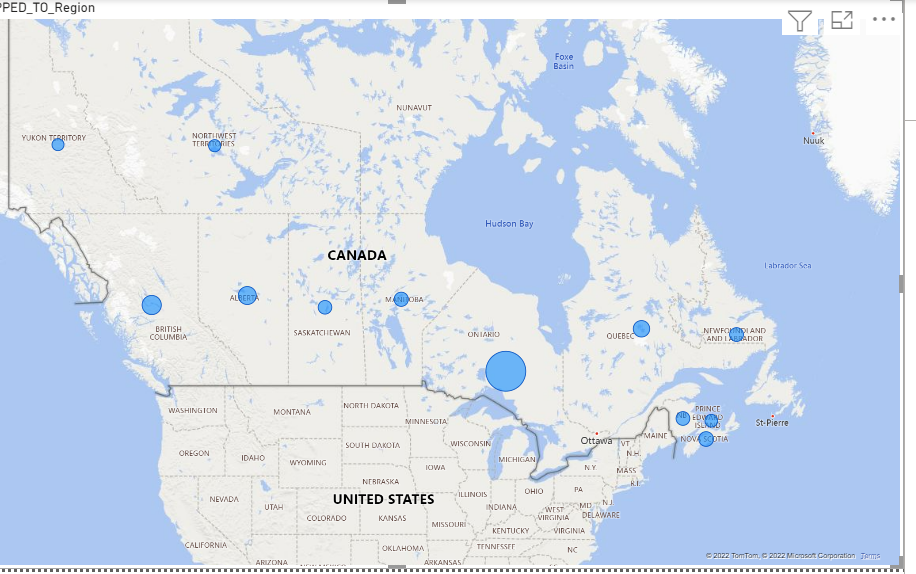 PPED_TO_Region
Foxe
Basin
NUNAVUT
YUKON TERRITORY
NORTHWEST
TERRITORIES
Nuuk
Hudson Bay
CANADA
Labrador Sea
ALBERTA
MANITOBA
BRITISH
COLUMBIA
SASKATCHEWAN
ONTARIO
QUEBEC
NEWFOUNDLAND
AND LABRADOR
WASHINGTON
MONTANA
NORTH DAKOTA
MINNESOTA
NB
PRINCE
EDWARD
ISLAND
St-Pierre
NOVA SCOTIA
Ottawa
MAINE
OREGON
IDAHO
WYOMING
SOUTH DAKOTA
WISCONSIN
MICHIGAN
VT
N.H.
N.Y.
MASS
R.I.
IOWA
NEBRASKA
NEVADA
UTAH
UNITED STATES
ILLINOIS
INDIANA
OHIO
PA
N.J.
MD
DELAWARE
COLORADO
KANSAS
MISSOURI
WEST
VIRGINIA
KENTUCKY
VIRGINIA
CALIFORNIA
OKLAHOMA
TENNESSEE
NC
ARIZONA
NEW MEXICO
ARKANSAS
© 2022 TomTom, © 2022 Microsoft Corporation Terms